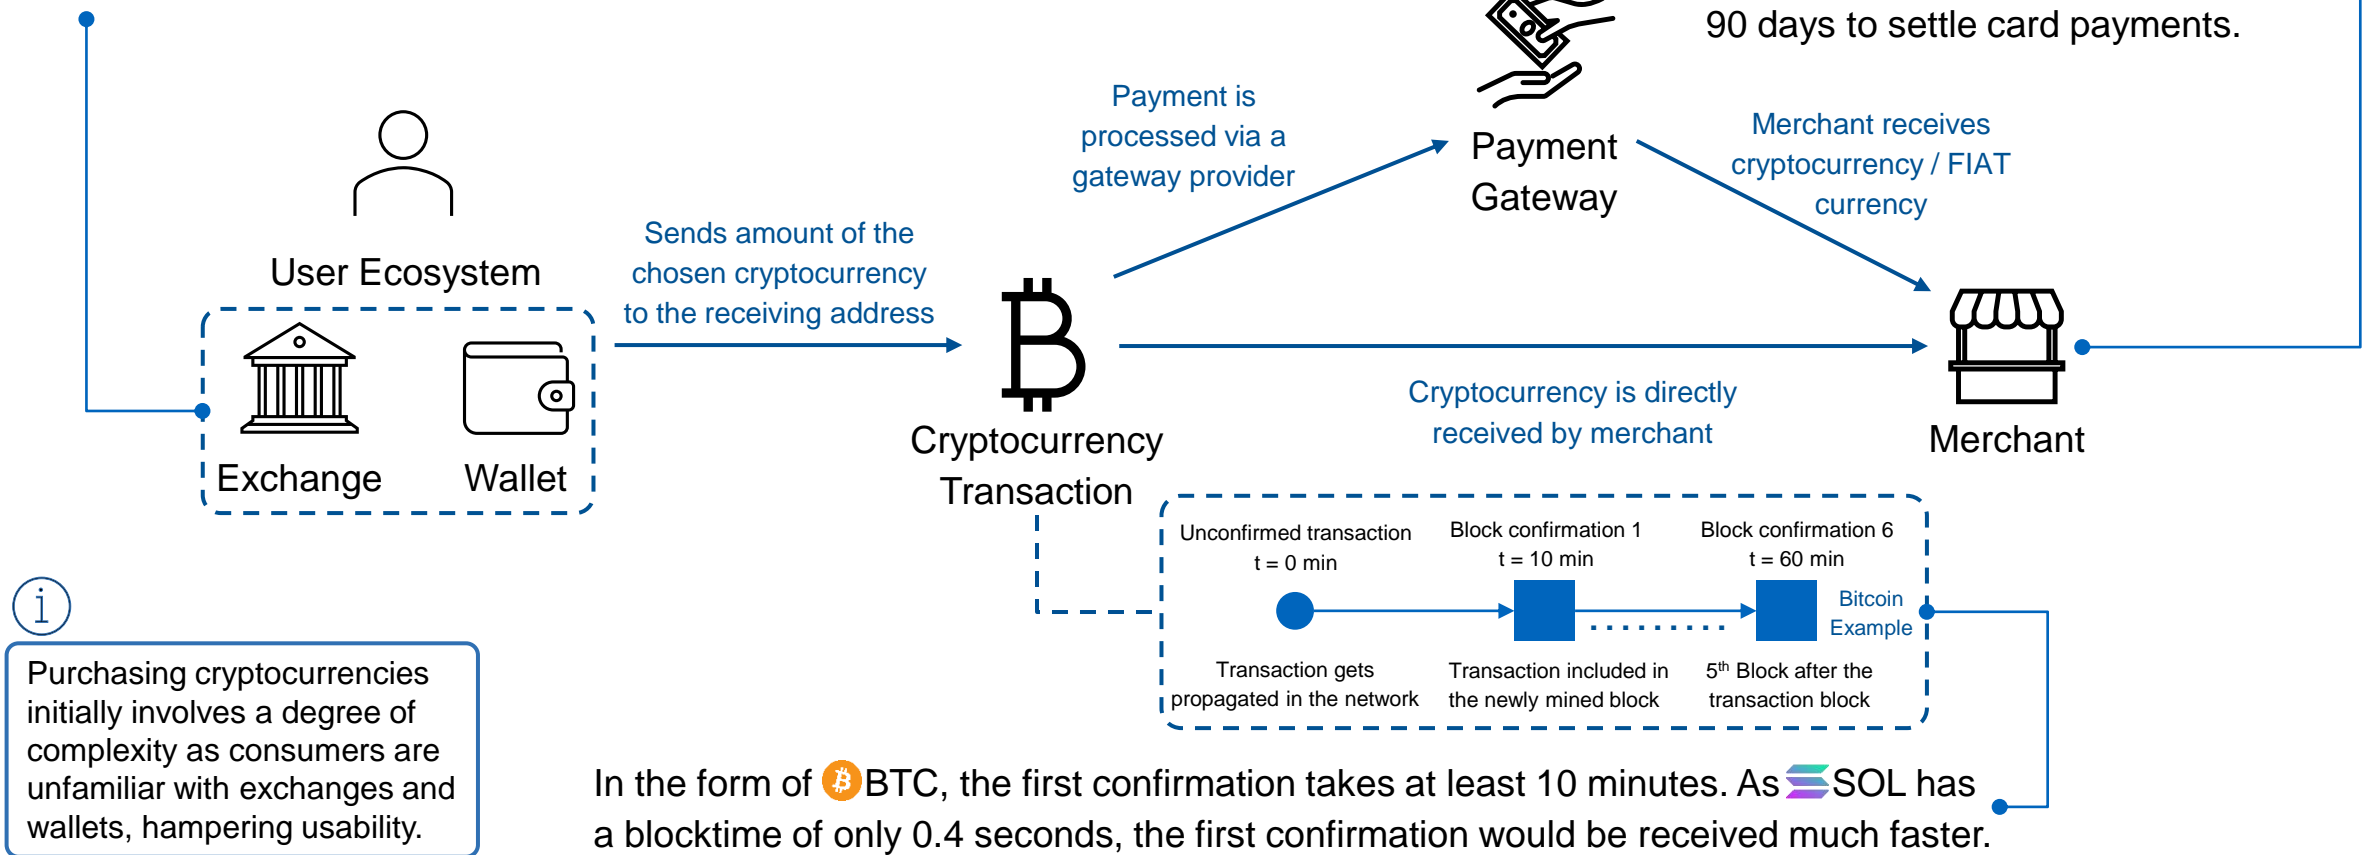 90 days to settle card payments.
Payment is
processed via a
gateway provider
Payment
Gateway
Merchant receives
cryptocurrency / FIAT
currency
User Ecosystem
Exchange
Wallet
Sends amount of the
chosen cryptocurrency
to the receiving address
Cryptocurrency
Transaction
Cryptocurrency is directly
received by merchant
Merchant
Unconfirmed transaction
t = 0 min
Transaction gets
propagated in the network
Block confirmation 1
t = 10 min
Transaction included in
the newly mined block
Block confirmation 6
t = 60 min
5th Block after the
transaction block
Bitcoin
Example
i
Purchasing cryptocurrencies
initially involves a degree of
complexity as consumers are
unfamiliar with exchanges and
wallets, hampering usability.
In the form of BTC, the first confirmation takes at least 10 minutes. As SOL has
a blocktime of only 0.4 seconds, the first confirmation would be received much faster.